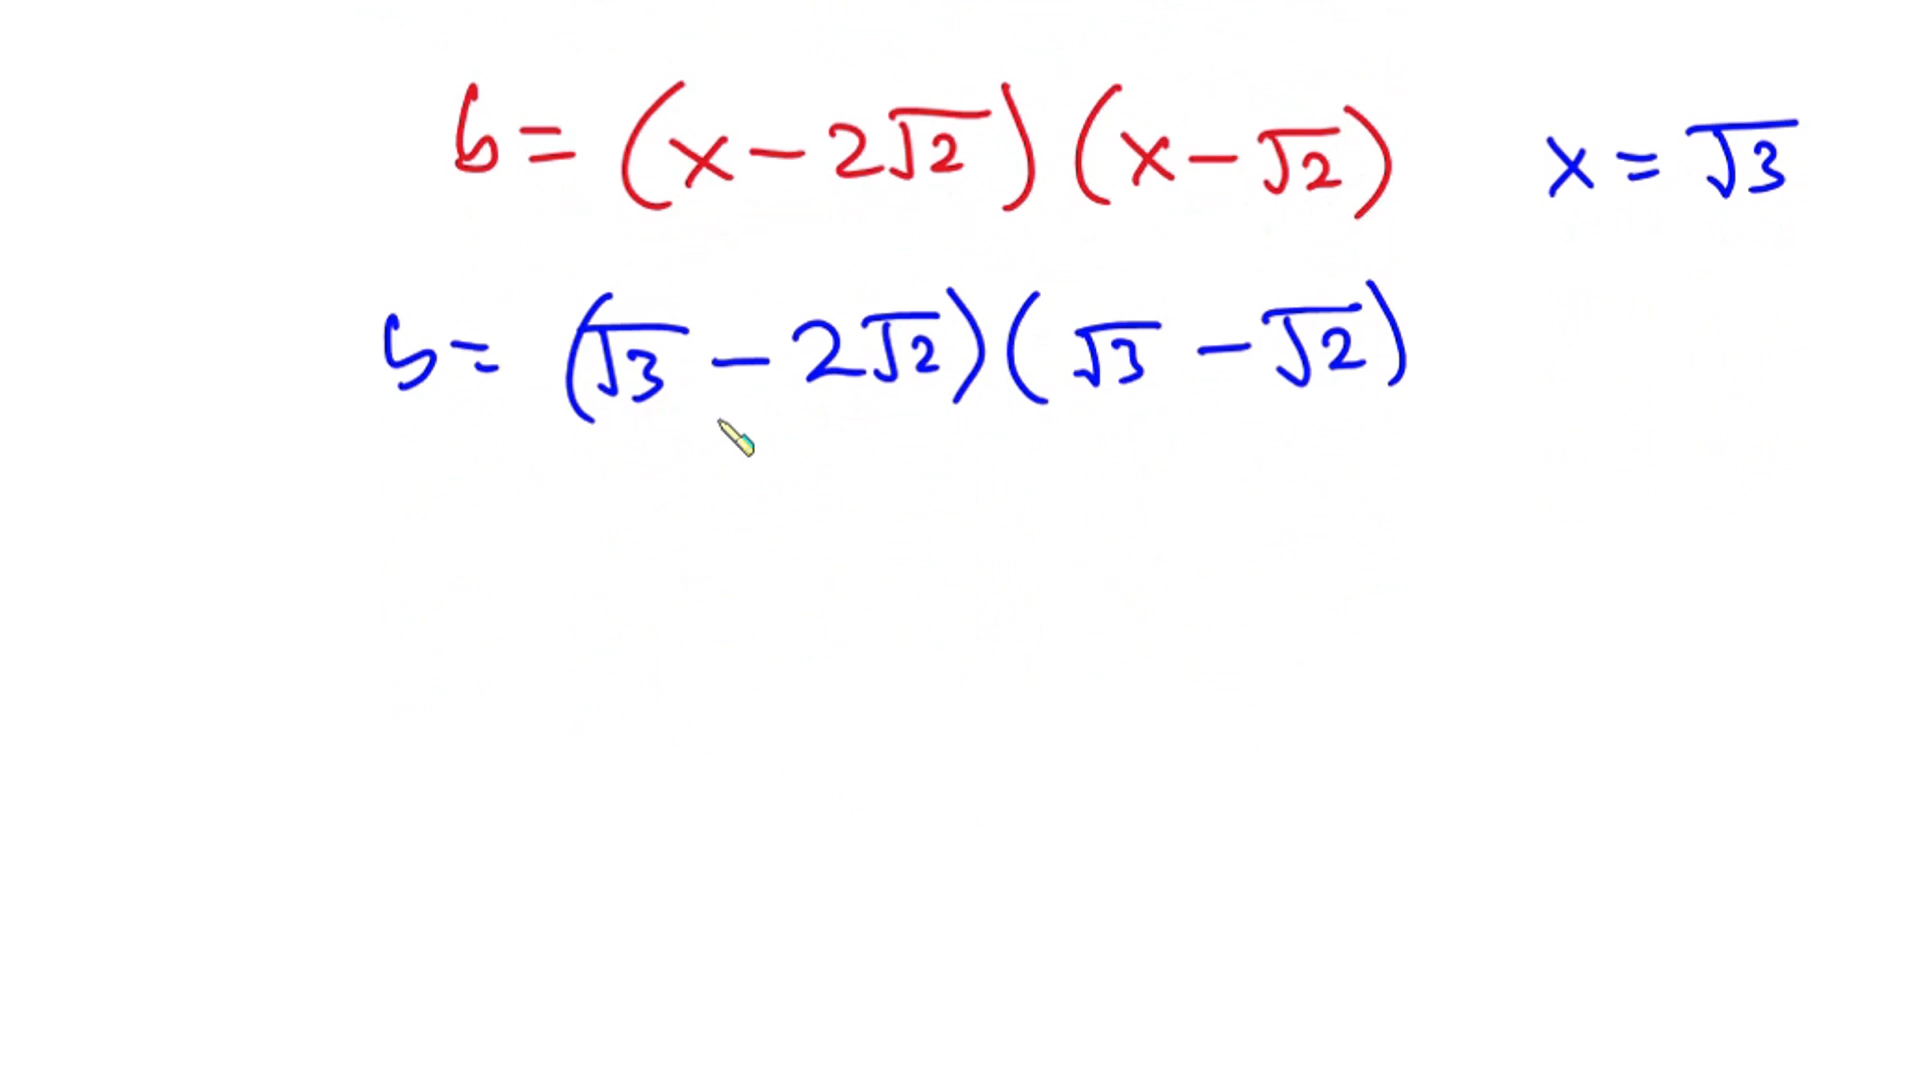 b = (x - 2√2)(x - √2) x = √3
b = (√3 - 2√2)(√3 - √2)